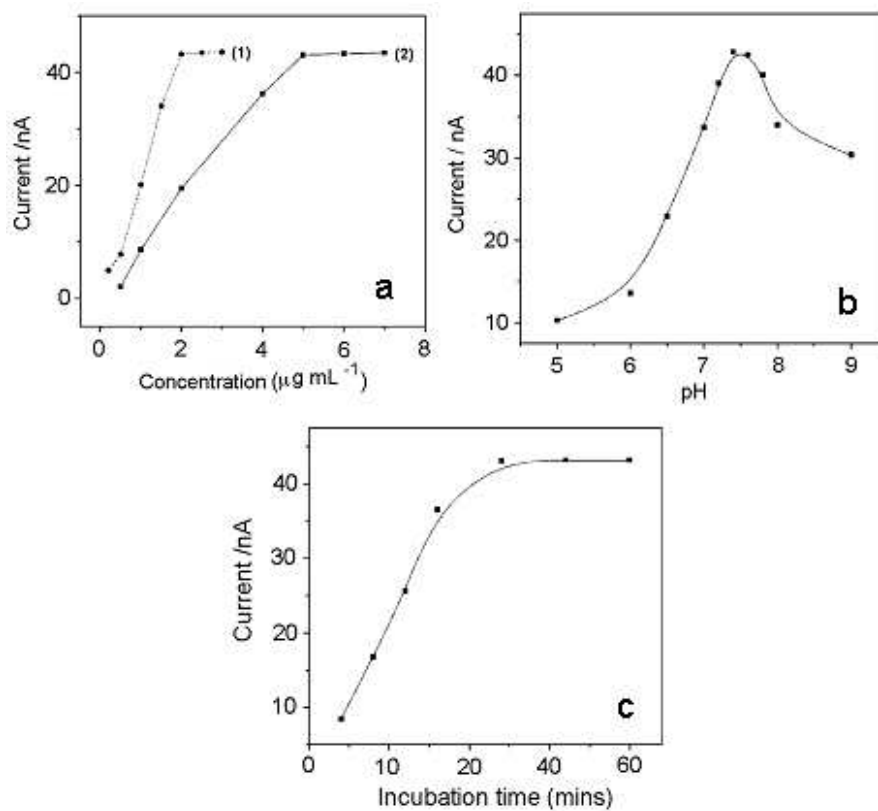 40
20
0
Current /nA
(1)
(2)
a
0 2 4 6 8
Concentration (μg mL⁻¹)
40
30
20
10
Current / nA
b
5 6 7 8 9
pH
40
30
20
10
Current /nA
c
0 10 20 40 60
Incubation time (mins)